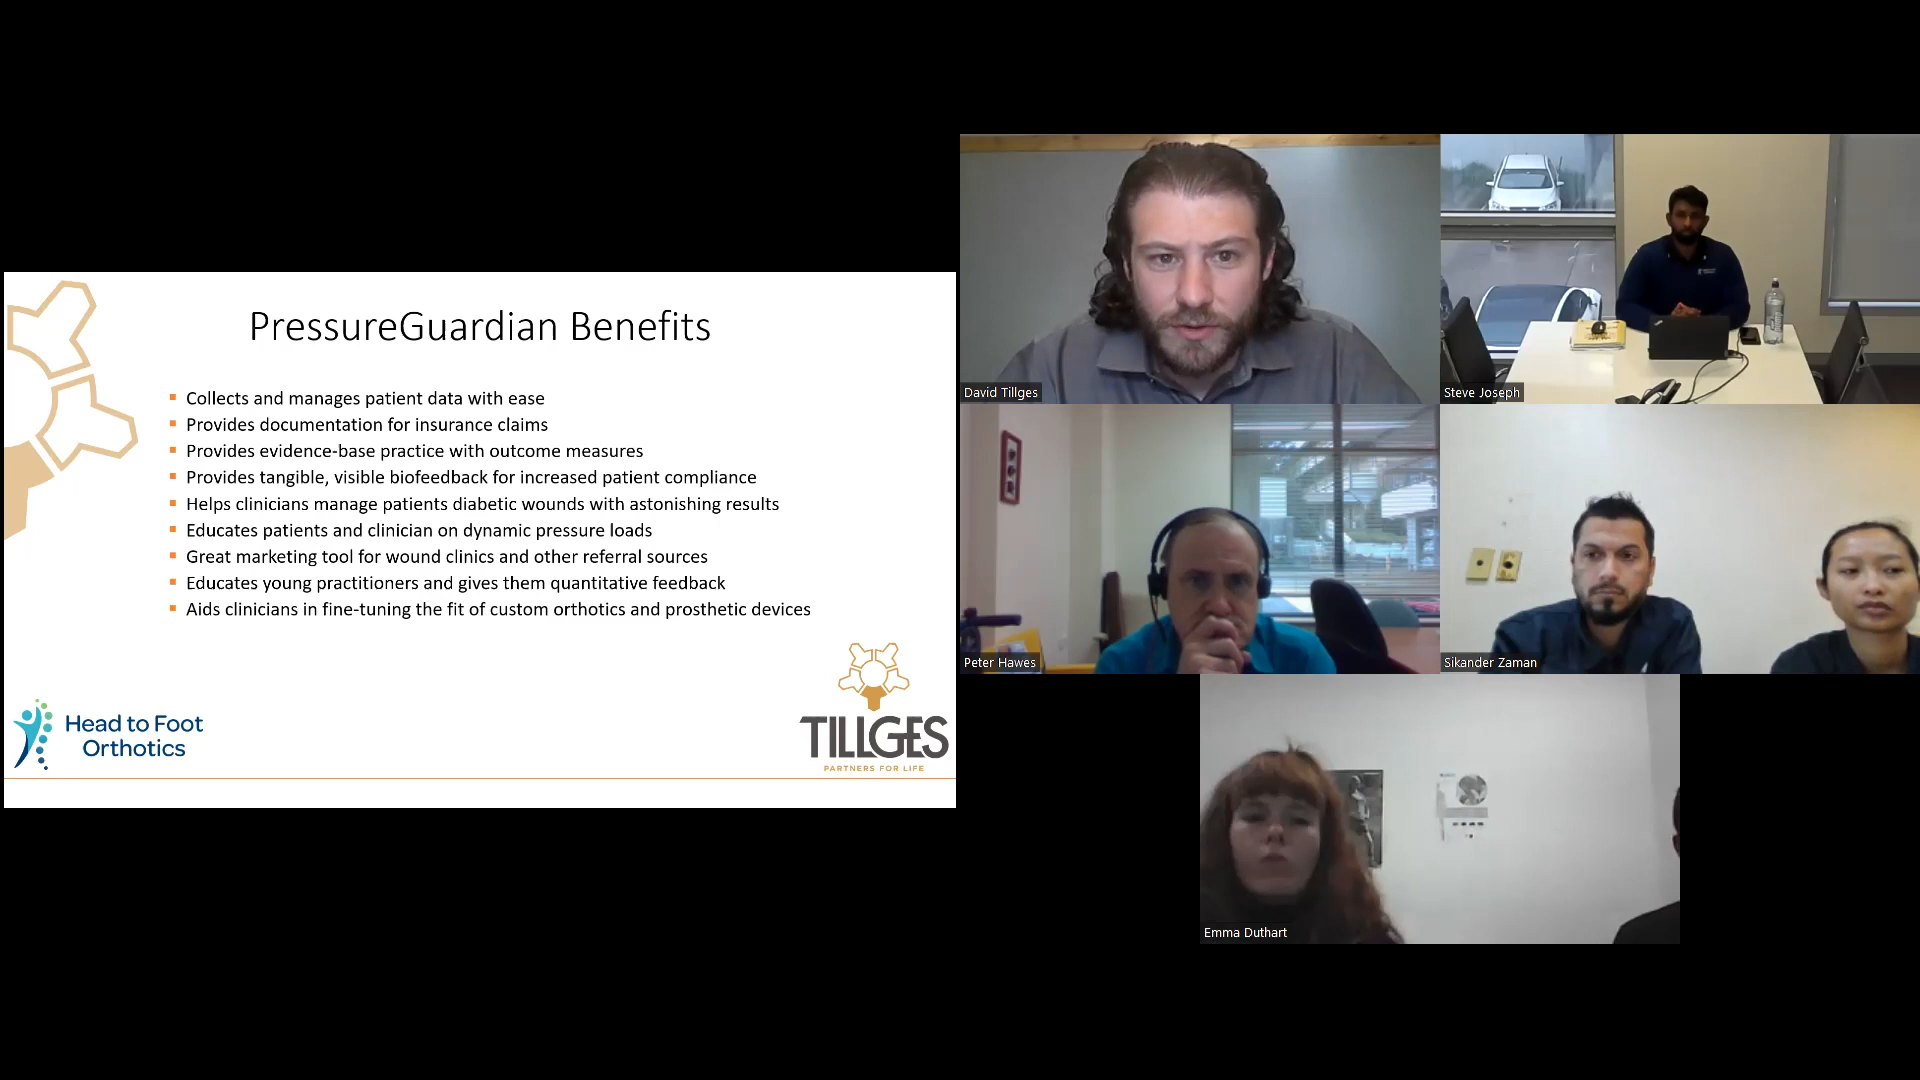 PressureGuardian Benefits
Collects and manages patient data with ease
Provides documentation for insurance claims
Provides evidence-base practice with outcome measures
Provides tangible, visible biofeedback for increased patient compliance
Helps clinicians manage patients diabetic wounds with astonishing results
Educates patients and clinician on dynamic pressure loads
Great marketing tool for wound clinics and other referral sources
Educates young practitioners and gives them quantitative feedback
Aids clinicians in fine-tuning the fit of custom orthotics and prosthetic devices
Head to Foot
Orthotics
TILLGES
PARTNERS FOR LIFE
David Tillges
Steve Joseph
Peter Hawes
Sikander Zaman
Emma Duthart